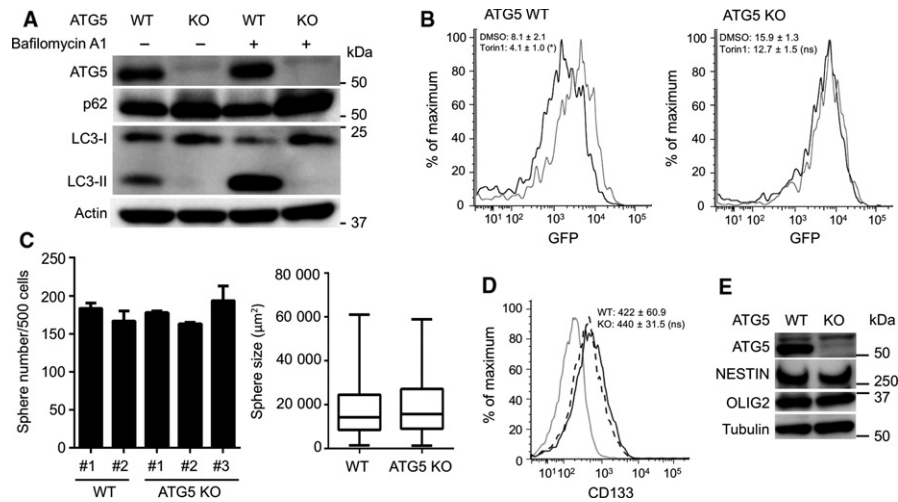 A
ATG5 WT KO WT KO
Bafilomycin A1 – – + +
kDa
ATG5
50
p62
50
LC3-I
25
LC3-II
Actin
37
B
ATG5 WT
DMSO: 8.1 ± 2.1
Torin1: 4.1 ± 1.0 (*)
% of maximum
100
80
60
40
20
0
10¹ 10² 10³ 10⁴ 10⁵
GFP
ATG5 KO
DMSO: 15.9 ± 1.3
Torin1: 12.7 ± 1.5 (ns)
% of maximum
100
80
60
40
20
0
10¹ 10² 10³ 10⁴ 10⁵
GFP
C
Sphere number/500 cells
250
200
150
100
50
0
#1 #2 #1 #2 #3
WT ATG5 KO
Sphere size (μm²)
80 000
60 000
40 000
20 000
0
WT ATG5 KO
D
WT: 422 ± 60.9
KO: 440 ± 31.5 (ns)
% of maximum
100
80
60
40
20
0
10¹ 10² 10³ 10⁴ 10⁵
CD133
E
ATG5 WT KO kDa
ATG5
50
NESTIN
250
OLIG2
37
Tubulin
50